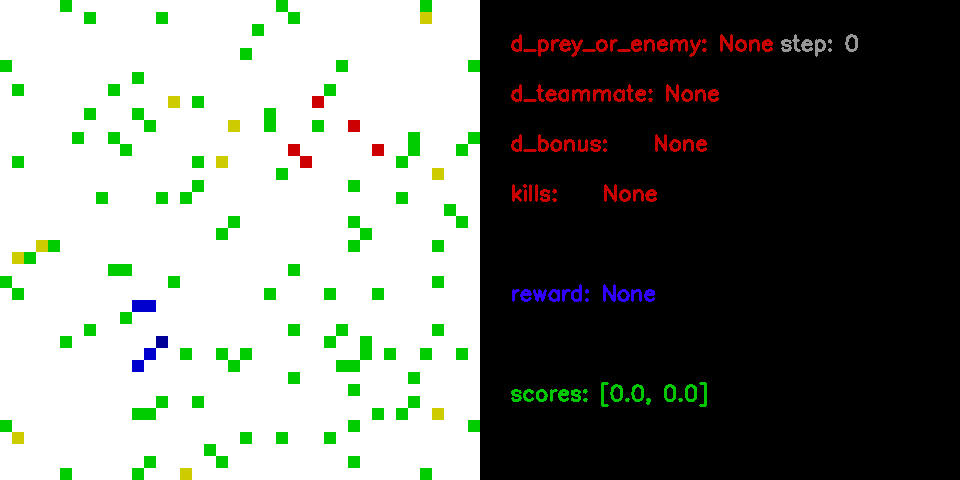 d_prey_or_enemy: None step: 0
d_teammate: None
d_bonus: None
kills: None
reward: None
scores: [0.0, 0.0]